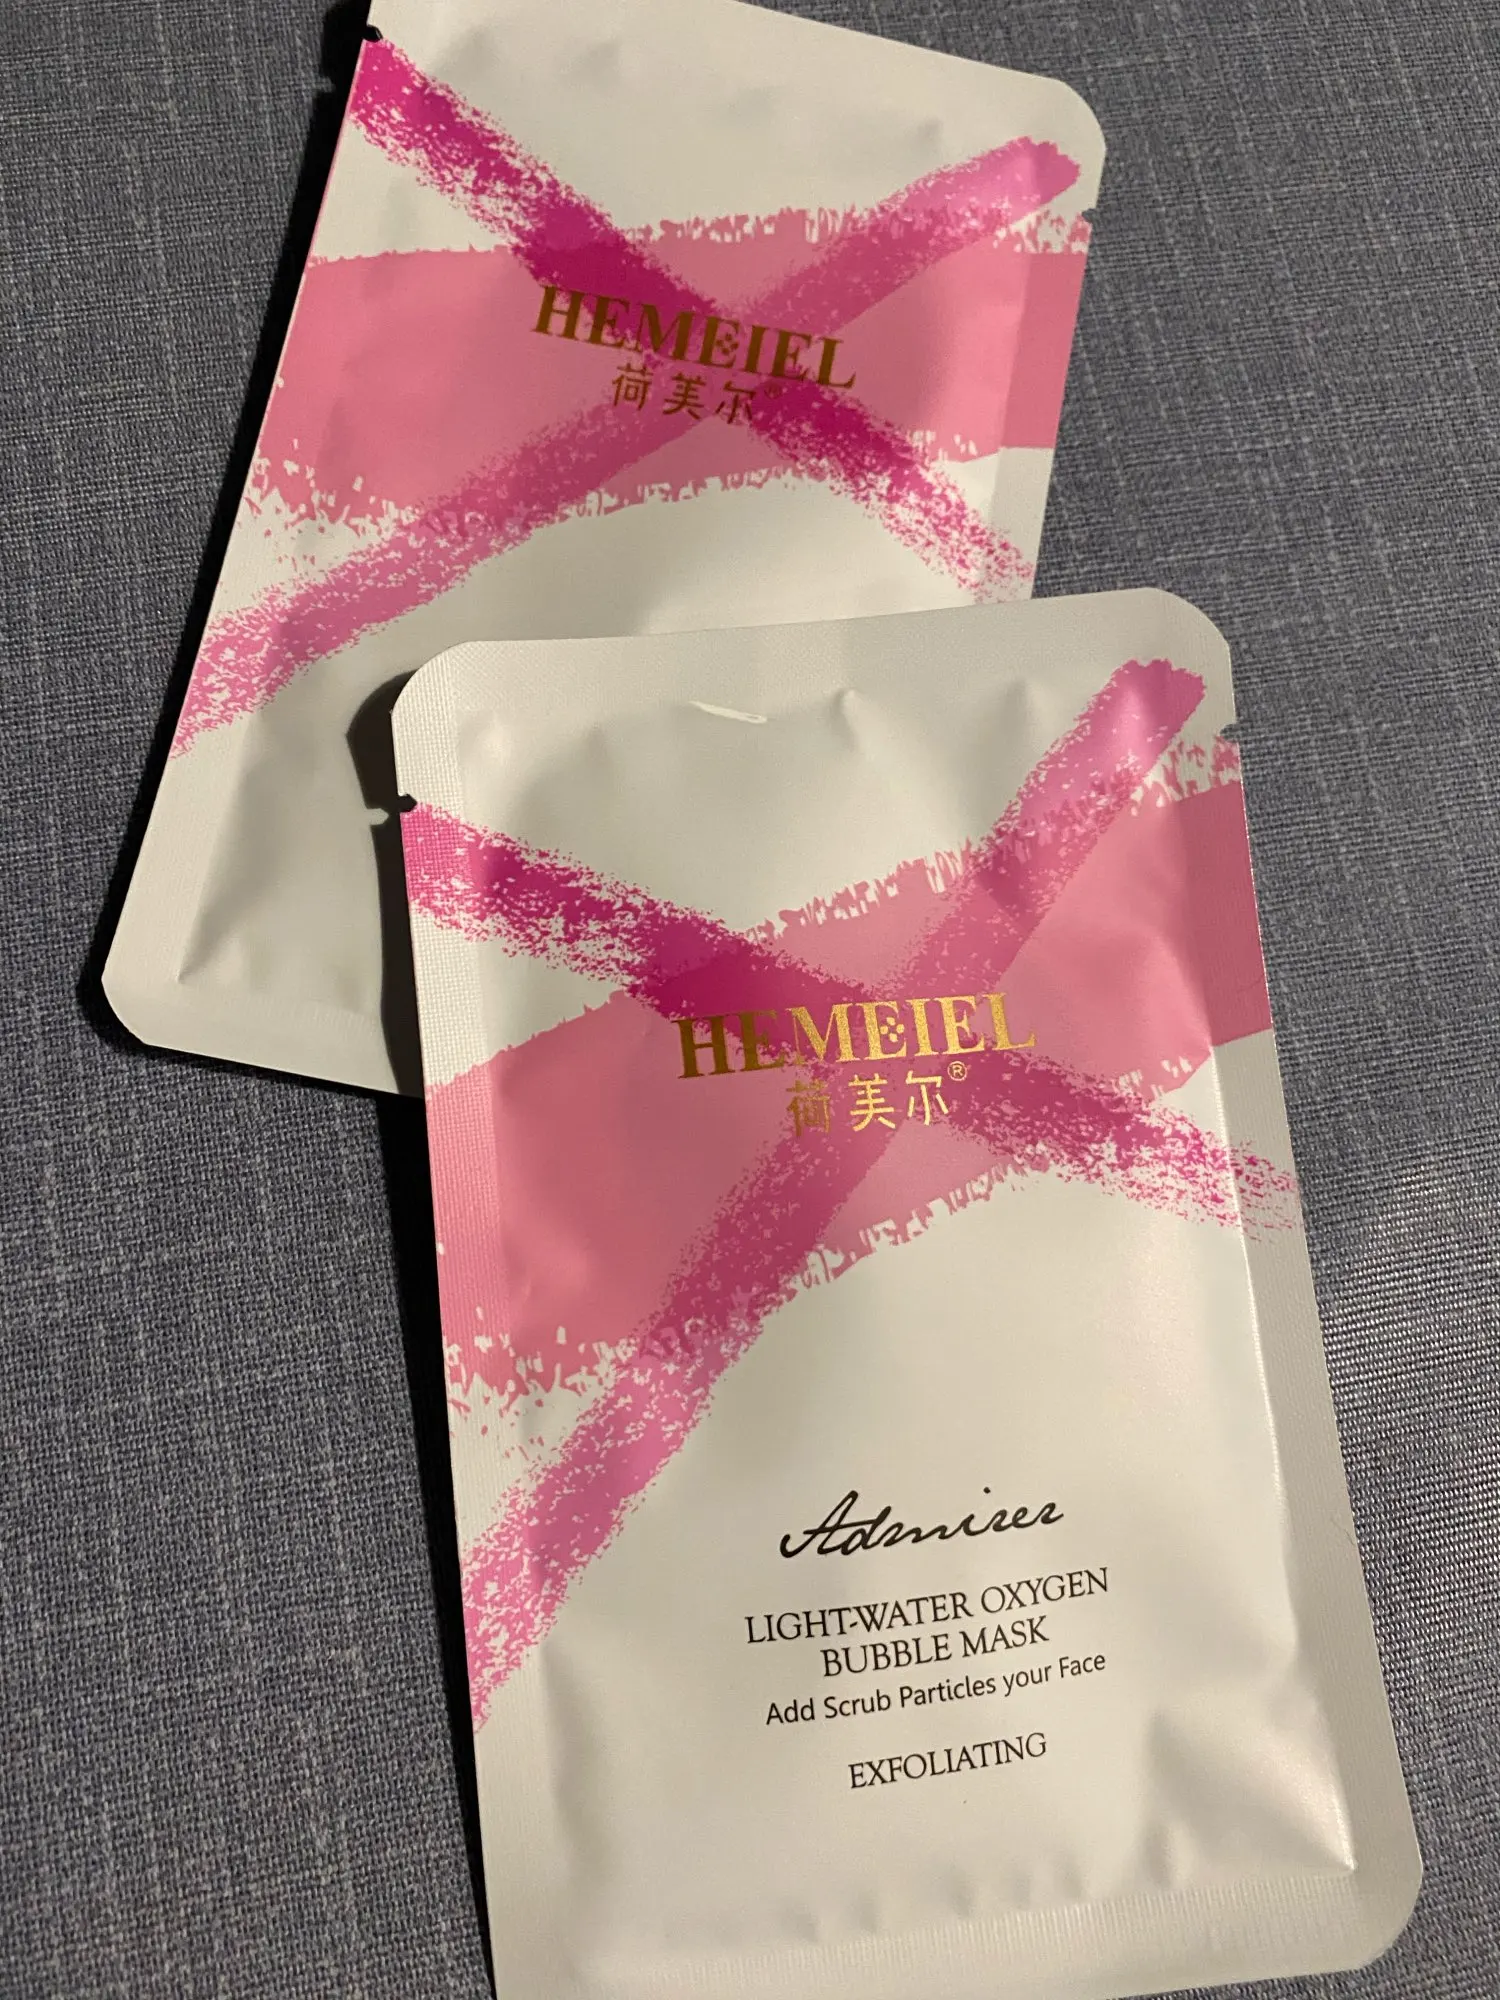 HEMEIEL
荷美尔®
HEMEIEL
荷美尔®
Admirer
LIGHT-WATER OXYGEN
BUBBLE MASK
Add Scrub Particles your Face
EXFOLIATING